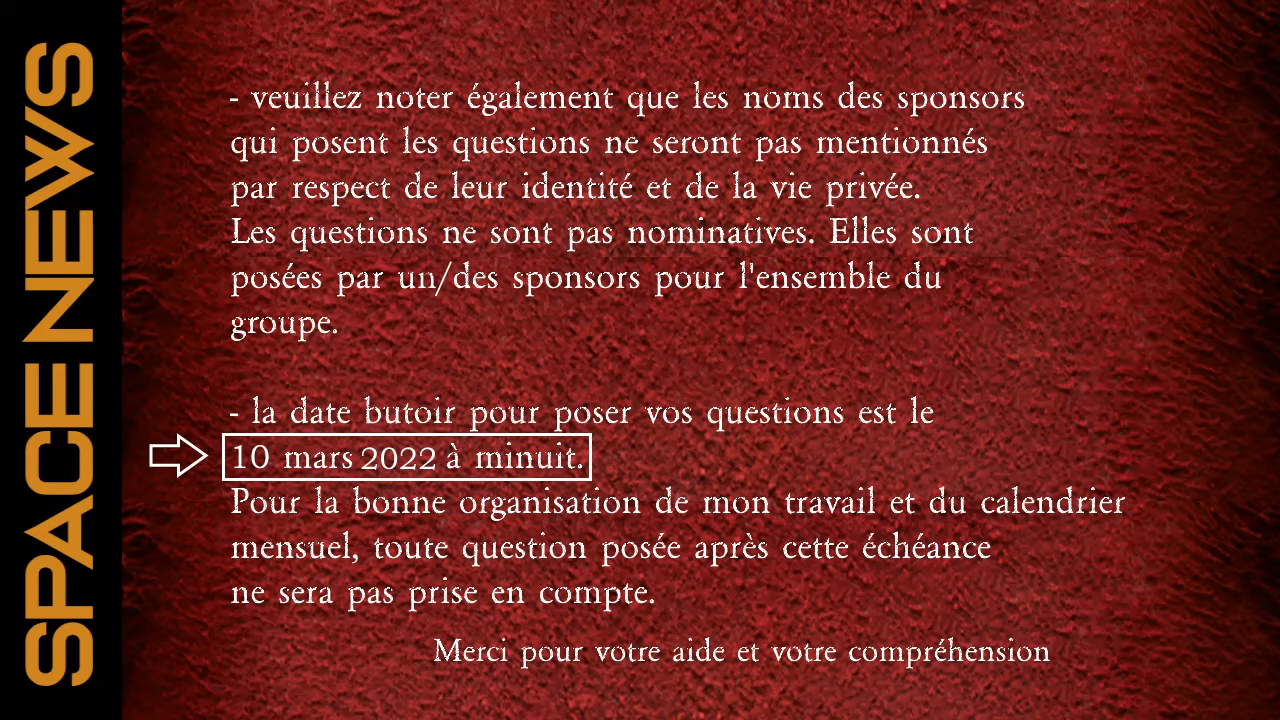 SPACE NEWS
- veuillez noter également que les noms des sponsors
qui posent les questions ne seront pas mentionnés
par respect de leur identité et de la vie privée.
Les questions ne sont pas nominatives. Elles sont
posées par un/des sponsors pour l'ensemble du
groupe.
- la date butoir pour poser vos questions est le
10 mars 2022 à minuit.
Pour la bonne organisation de mon travail et du calendrier
mensuel, toute question posée après cette échéance
ne sera pas prise en compte.
Merci pour votre aide et votre compréhension